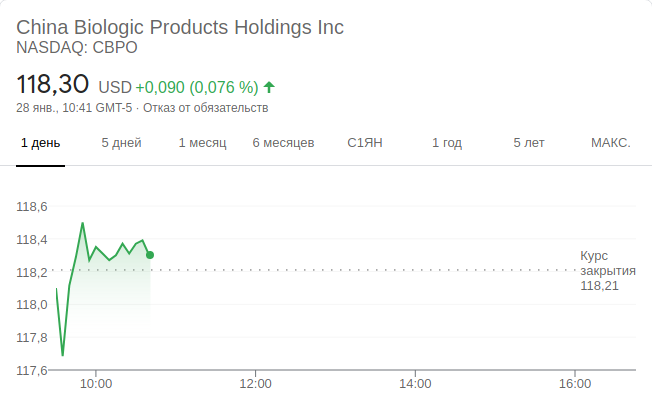 China Biologic Products Holdings Inc
NASDAQ: CBPO
118,30 USD +0,090 (0,076 %)
28 янв., 10:41 GMT-5 · Отказ от обязательств
1 день 5 дней 1 месяц 6 месяцев С1ЯН 1 год 5 лет МАКС.
118,6
118,4
118,2
118,0
117,8
117,6
Курс
закрытия
118,21
10:00 12:00 14:00 16:00